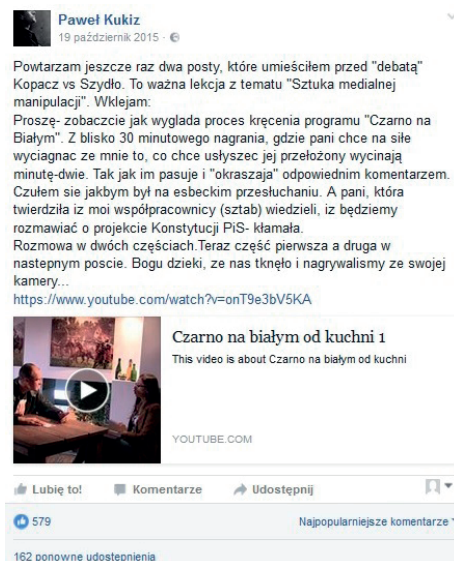 Paweł Kukiz
19 październik 2015 ·
Powtarzam jeszcze raz dwa posty, które umieściłem przed "debatą"
Kopacz vs Szydło. To ważna lekcja z tematu "Sztuka medialnej
manipulacji". Wklejam:
Proszę- zobaczcie jak wyglada proces kręcenia programu "Czarno na
Białym". Z blisko 30 minutowego nagrania, gdzie pani chce na siłe
wyciagnac ze mnie to, co chce usłyszec jej przełożony wycinają
minutę-dwie. Tak jak im pasuje i "okraszaja" odpowiednim komentarzem.
Czułem sie jakbym był na esbeckim przesłuchaniu. A pani, która
twierdziła iz moi współpracownicy (sztab) wiedzieli, iz będziemy
rozmawiać o projekcie Konstytucji PiS- kłamała.
Rozmowa w dwóch częściach.Teraz część pierwsza a druga w
nastepnym poscie. Bogu dzieki, ze nas tknęło i nagrywalismy ze swojej
kamery...
https://www.youtube.com/watch?v=onT9e3bV5KA
Czarno na białym od kuchni 1
This video is about Czarno na białym od kuchni
YOUTUBE.COM
Lubię to!
Komentarze
Udostępnij
579
Najpopularniejsze komentarze
162 ponowne udostępnienia